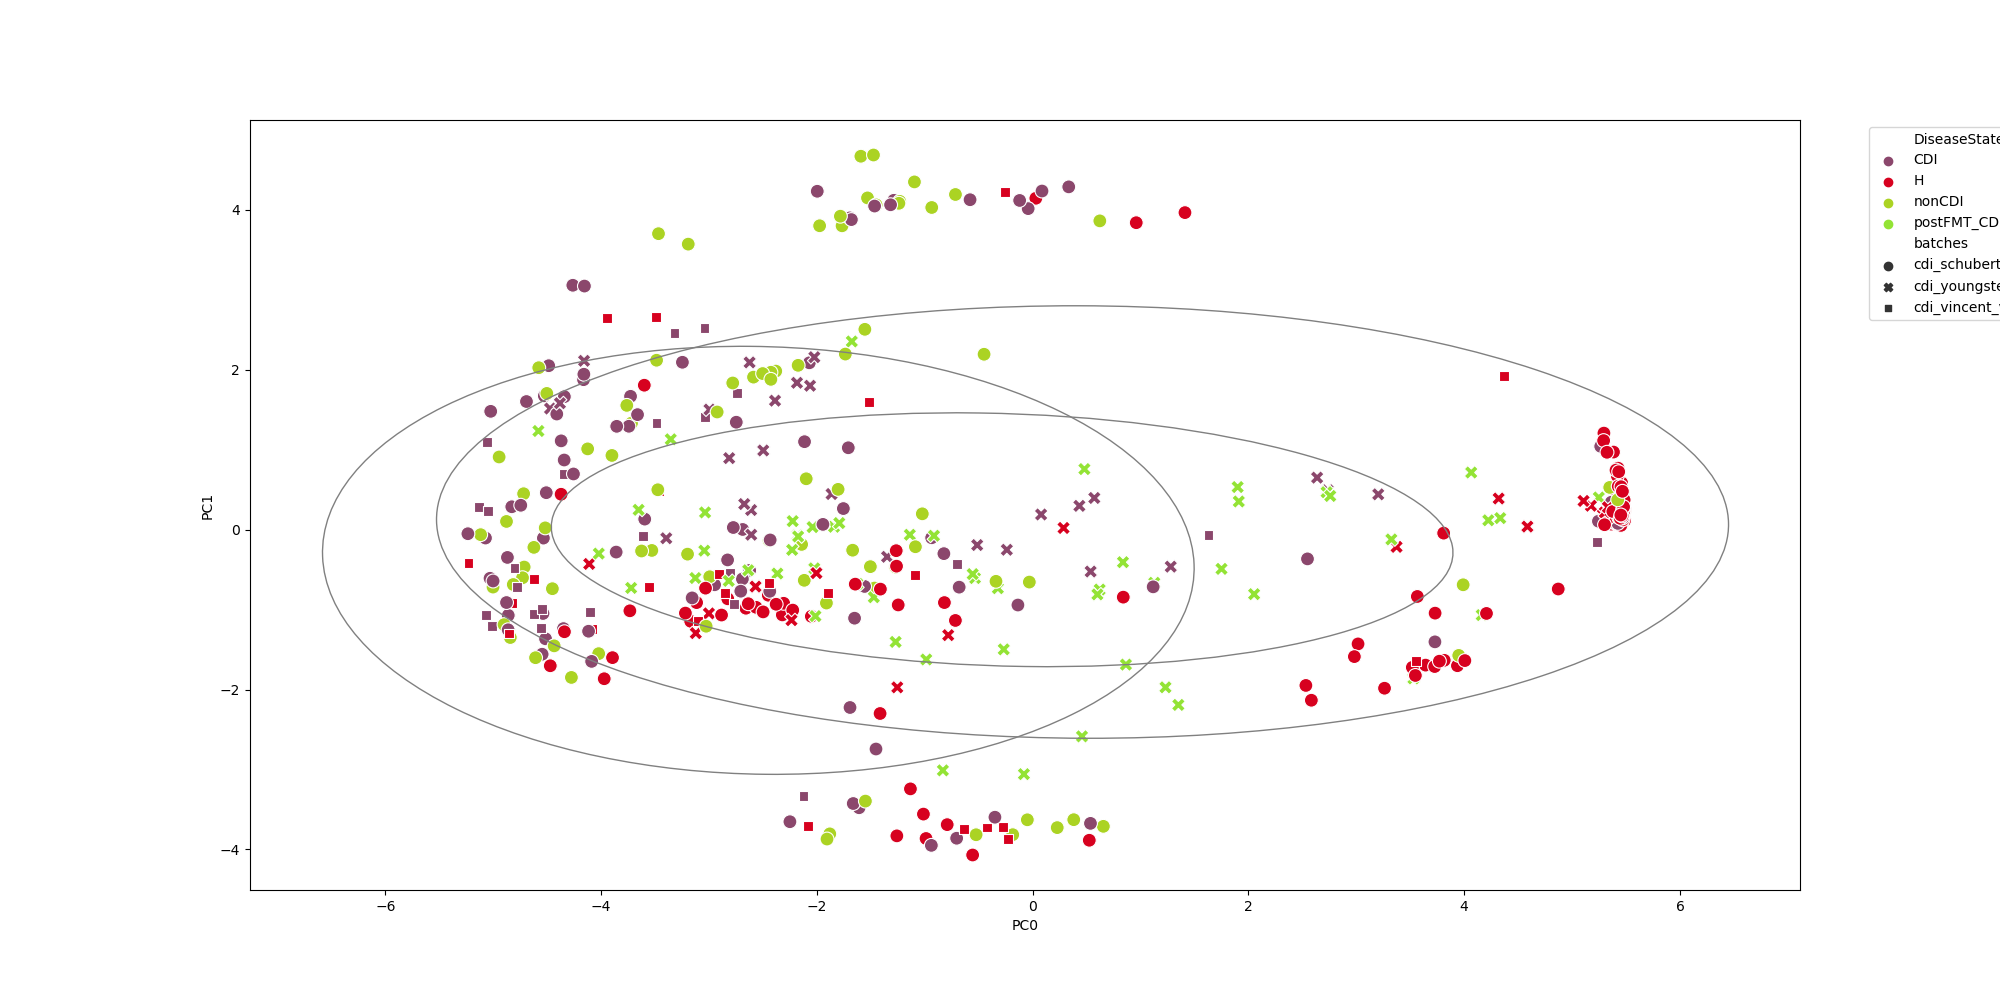 DiseaseState
CDI
H
nonCDI
postFMT_CD
batches
cdi_schubert
cdi_youngste
cdi_vincent_
PC1
4
2
0
−2
−4
−6
−4
−2
0
2
4
6
PC0